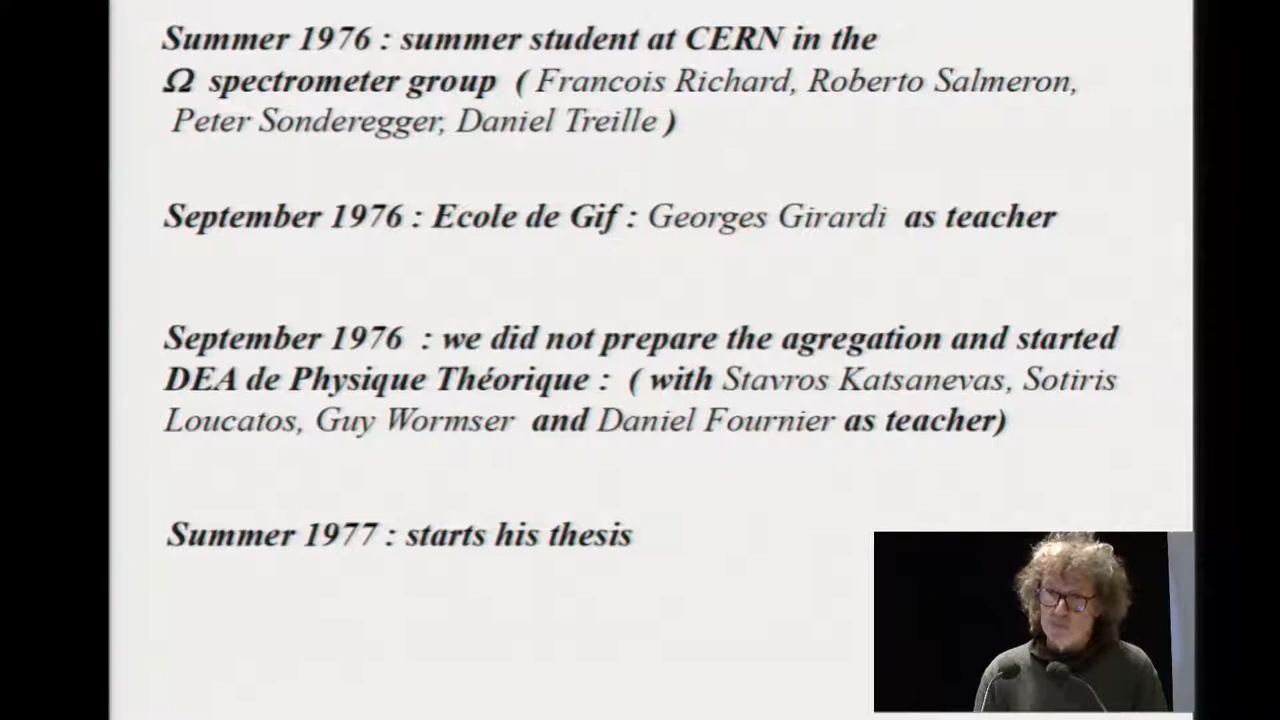 Summer 1976 : summer student at CERN in the
Ω spectrometer group ( Francois Richard, Roberto Salmeron,
Peter Sonderegger, Daniel Treille )
September 1976 : Ecole de Gif : Georges Girardi as teacher
September 1976 : we did not prepare the agregation and started
DEA de Physique Théorique : ( with Stavros Katsanevas, Sotiris
Loucatos, Guy Wormser and Daniel Fournier as teacher)
Summer 1977 : starts his thesis